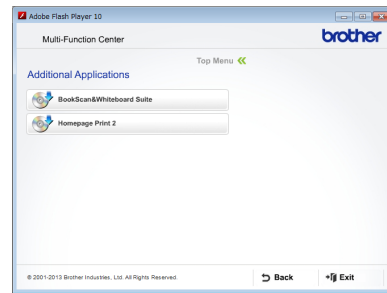 Adobe Flash Player 10
Multi-Function Center
brother
Top Menu
Additional Applications
BookScan&Whiteboard Suite
Homepage Print 2
© 2001-2013 Brother Industries, Ltd. All Rights Reserved.
Back
Exit